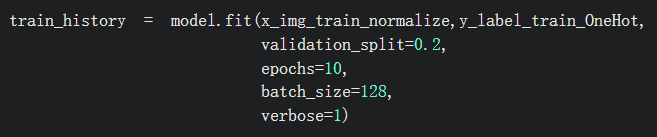 train_history = model.fit(x_img_train_normalize,y_label_train_OneHot,
validation_split=0.2,
epochs=10,
batch_size=128,
verbose=1)